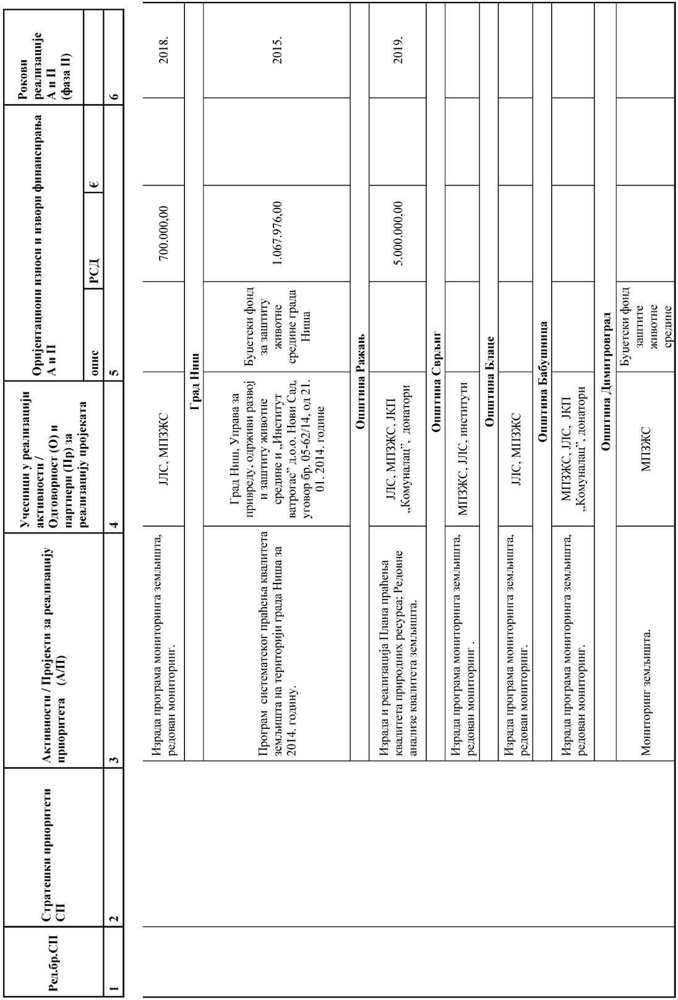 Ред.бр.СП
Стратешки приоритети
СП
Активности / Пројекти за реализацију
приоритета (А/П)
Учесници у реализацији
активности /
Одговорност (О) и
партнери (Пр) за
реализацију пројеката
Оријентациони износи и извори финансирања
А и П
опис
РСД
€
Рокови
реализације
А и П
(фаза II)
1
2
3
4
5
6
Израда програма мониторинга земљишта,
редован мониторинг.
ЈЛС, МПЗЖС
700.000,00
2018.
Град Ниш
Програм систематског праћења квалитета
земљишта на територији града Ниша за
2014. годину.
Град Ниш, Управа за
привреду, одрживи развој
и заштиту животне
средине и „Институт
ватрогас” д.о.о. Нови Сад,
уговор бр. 05-62/14, од 21.
01. 2014. године
Буџетски фонд
за заштиту
животне
средине града
Ниша
1.067.976,00
2015.
Општина Ражањ
Израда и реализација Плана праћења
квалитета природних ресурса; Редовне
анализе квалитета земљишта.
ЈЛС, МПЗЖС, ЈКП
„Комуналац”, донатори
5.000.000,00
2019.
Општина Сврљиг
Израда програма мониторинга земљишта,
редован мониторинг .
МПЗЖС, ЈЛС, институти
Општина Блаце
Израда програма мониторинга земљишта,
редован мониторинг.
ЈЛС, МПЗЖС
Општина Бабушница
Израда програма мониторинга земљишта,
редован мониторинг.
МПЗЖС, ЈЛС, ЈКП
„Комуналац”, донатори
Општина Димитровград
Мониторинг земљишта.
МПЗЖС
Буџетски фонд
заштите
животне
средине